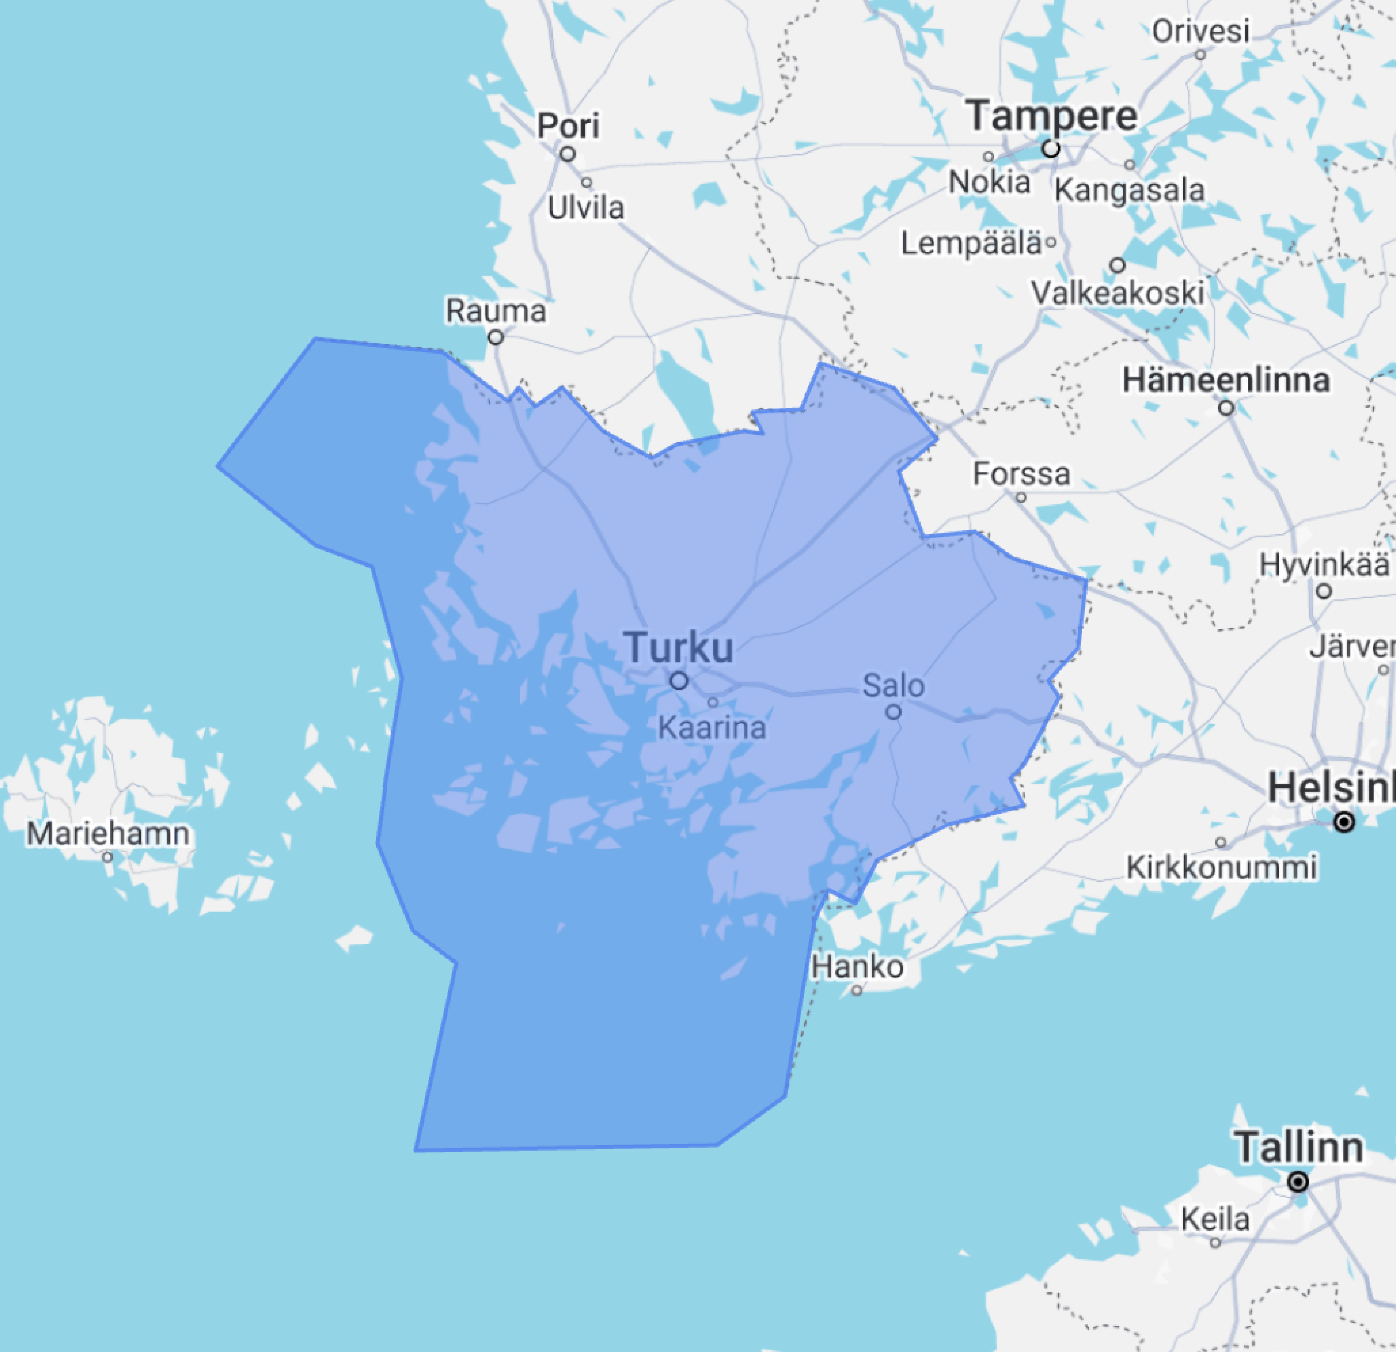 Orivesi
Tampere
Pori
Nokia
Kangasala
Ulvila
Lempäälä
Valkeakoski
Rauma
Hämeenlinna
Forssa
Hyvinkää
Turku
Järver
Salo
Kaarina
Helsinl
Mariehamn
Kirkkonummi
Hanko
Tallinn
Keila